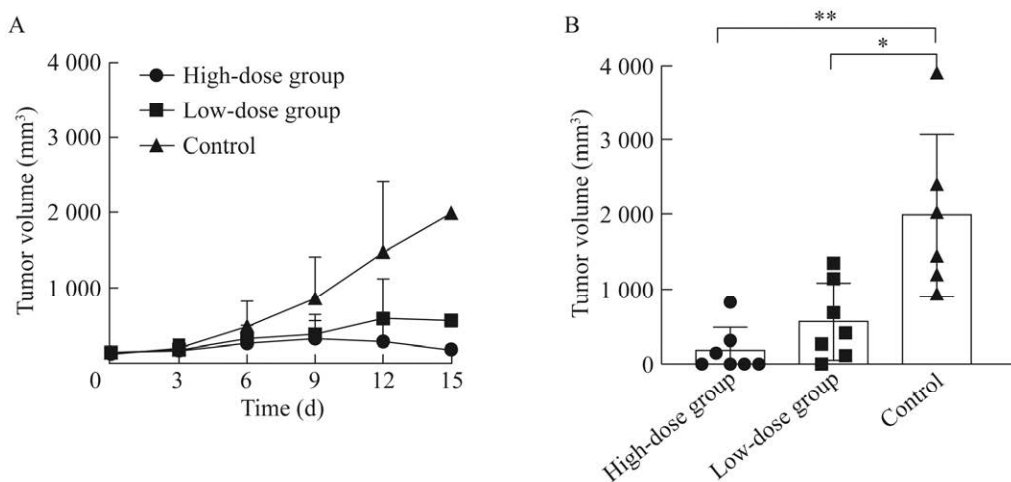 A
Tumor volume (mm³)
4 000
3 000
2 000
1 000
0
3
6
9
12
15
Time (d)
High-dose group
Low-dose group
Control
B
**
*
Tumor volume (mm³)
4 000
3 000
2 000
1 000
0
High-dose group
Low-dose group
Control